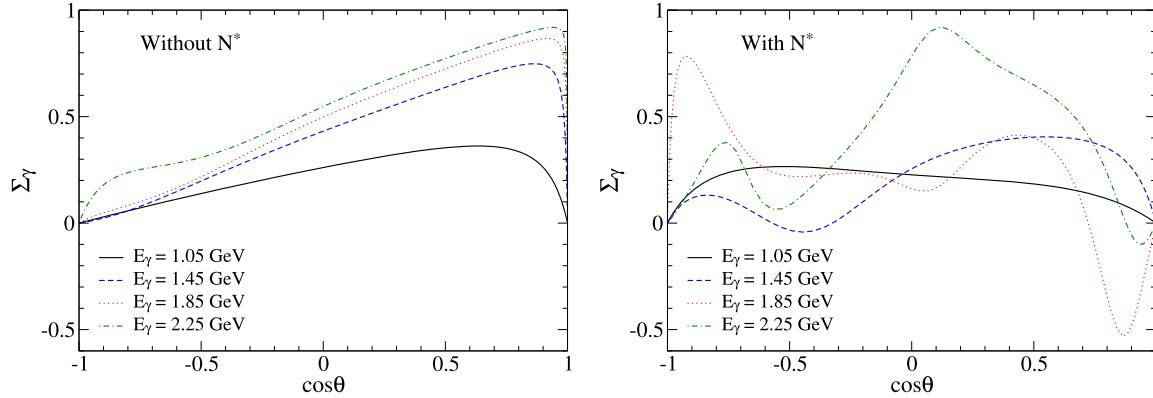 1
0.5
0
-0.5
-1 -0.5 0 0.5 1
cosθ
Σγ
Without N*
Eγ = 1.05 GeV
Eγ = 1.45 GeV
Eγ = 1.85 GeV
Eγ = 2.25 GeV
1
0.5
0
-0.5
-1 -0.5 0 0.5 1
cosθ
Σγ
With N*
Eγ = 1.05 GeV
Eγ = 1.45 GeV
Eγ = 1.85 GeV
Eγ = 2.25 GeV